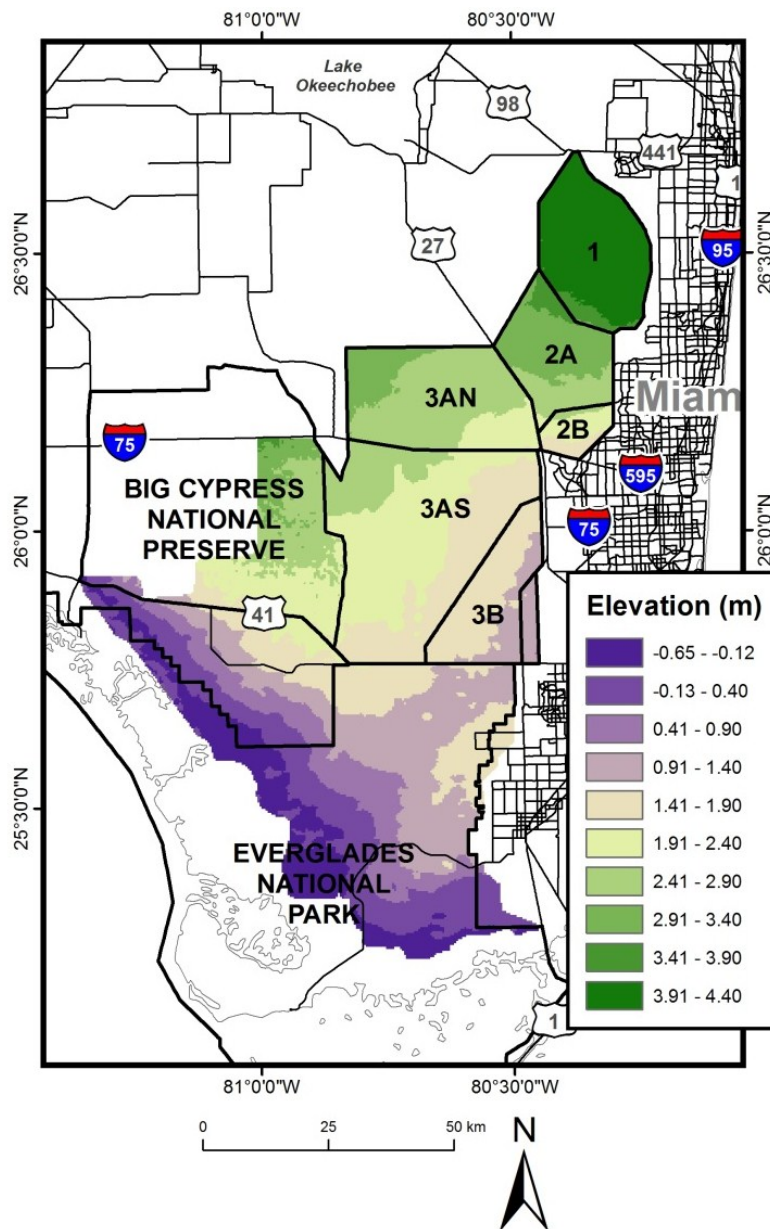 81°0'0"W 80°30'0"W
Lake
Okeechobee
98
441
1
27
95
26°30'0"N 26°30'0"N
1
2A
Miam
3AN
2B
75
595
BIG CYPRESS
NATIONAL
PRESERVE
3AS
75
26°0'0"N 26°0'0"N
41
3B
Elevation (m)
-0.65 - -0.12
-0.13 - 0.40
0.41 - 0.90
0.91 - 1.40
1.41 - 1.90
1.91 - 2.40
2.41 - 2.90
2.91 - 3.40
3.41 - 3.90
3.91 - 4.40
25°30'0"N
EVERGLADES
NATIONAL
PARK
1
81°0'0"W 80°30'0"W
0 25 50 km
N